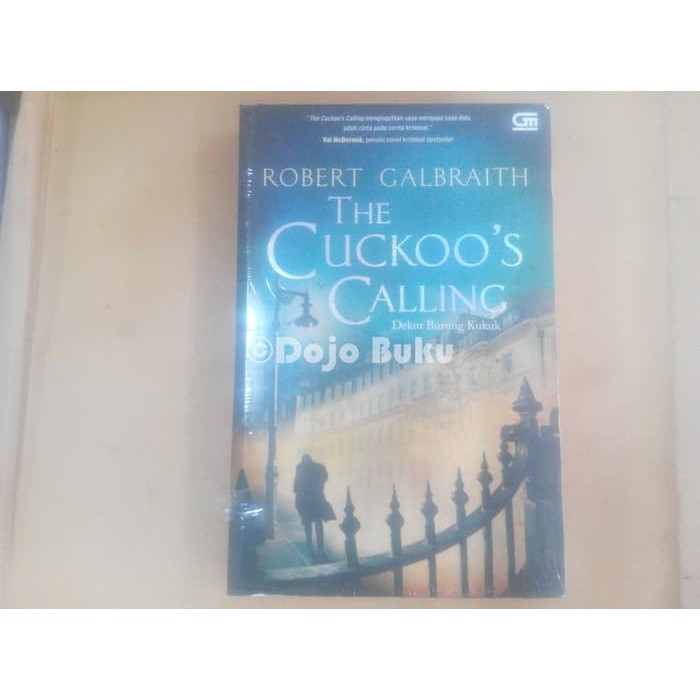 "The Cuckoo's Calling mengingatkan saya mengapa saya dulu
jatuh cinta pada cerita kriminal."
Val McDermid, penulis novel kriminal bestseller
GM
ROBERT GALBRAITH
THE
CUCKOO'S
CALLING
Dekut Burung Kukuk
©Dojo Buku